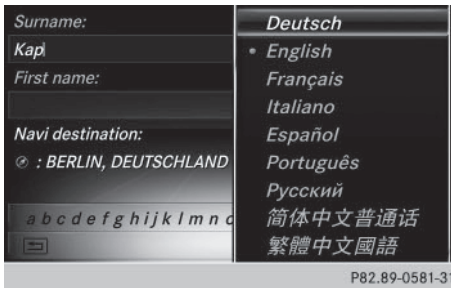 Surname:
Kap
First name:
Navi destination:
: BERLIN, DEUTSCHLAND
a b c d e f g h i j k l m n
Deutsch
• English
Français
Italiano
Español
Português
Русский
简体中文普通话
繁體中文國語
P82.89-0581-31